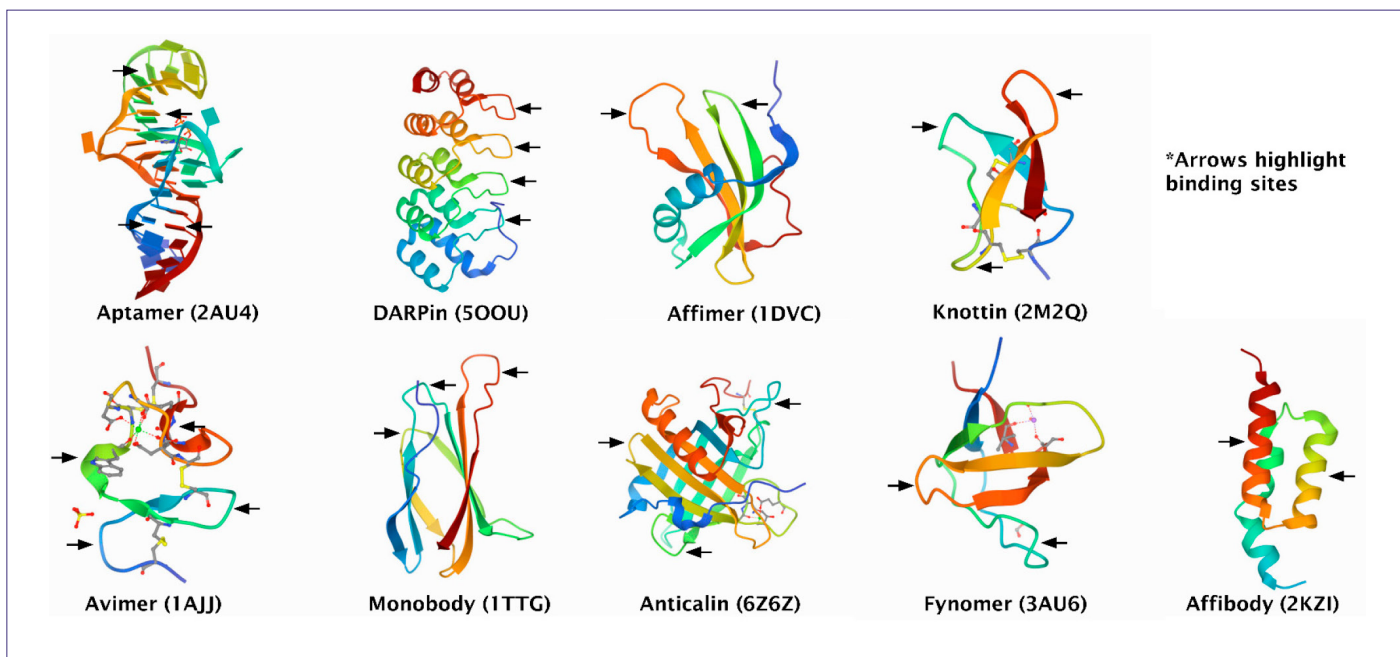 Aptamer (2AU4)
DARPin (5OOU)
Affimer (1DVC)
Knottin (2M2Q)
*Arrows highlight
binding sites
Avimer (1AJJ)
Monobody (1TTG)
Anticalin (6Z6Z)
Fynomer (3AU6)
Affibody (2KZI)